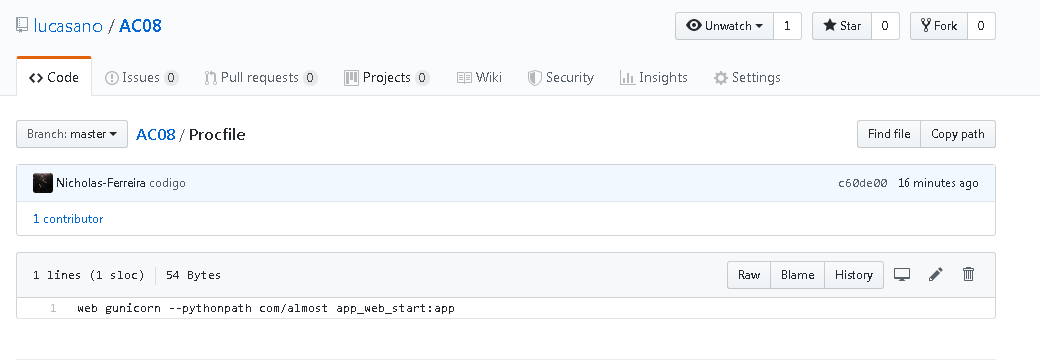 lucasano / AC08
Unwatch 1 Star 0 Fork 0
Code Issues 0 Pull requests 0 Projects 0 Wiki Security Insights Settings
Branch: master AC08 / Procfile Find file Copy path
Nicholas-Ferreira codigo c60de00 16 minutes ago
1 contributor
1 lines (1 sloc) 54 Bytes Raw Blame History
1 web gunicorn --pythonpath com/almost app_web_start:app